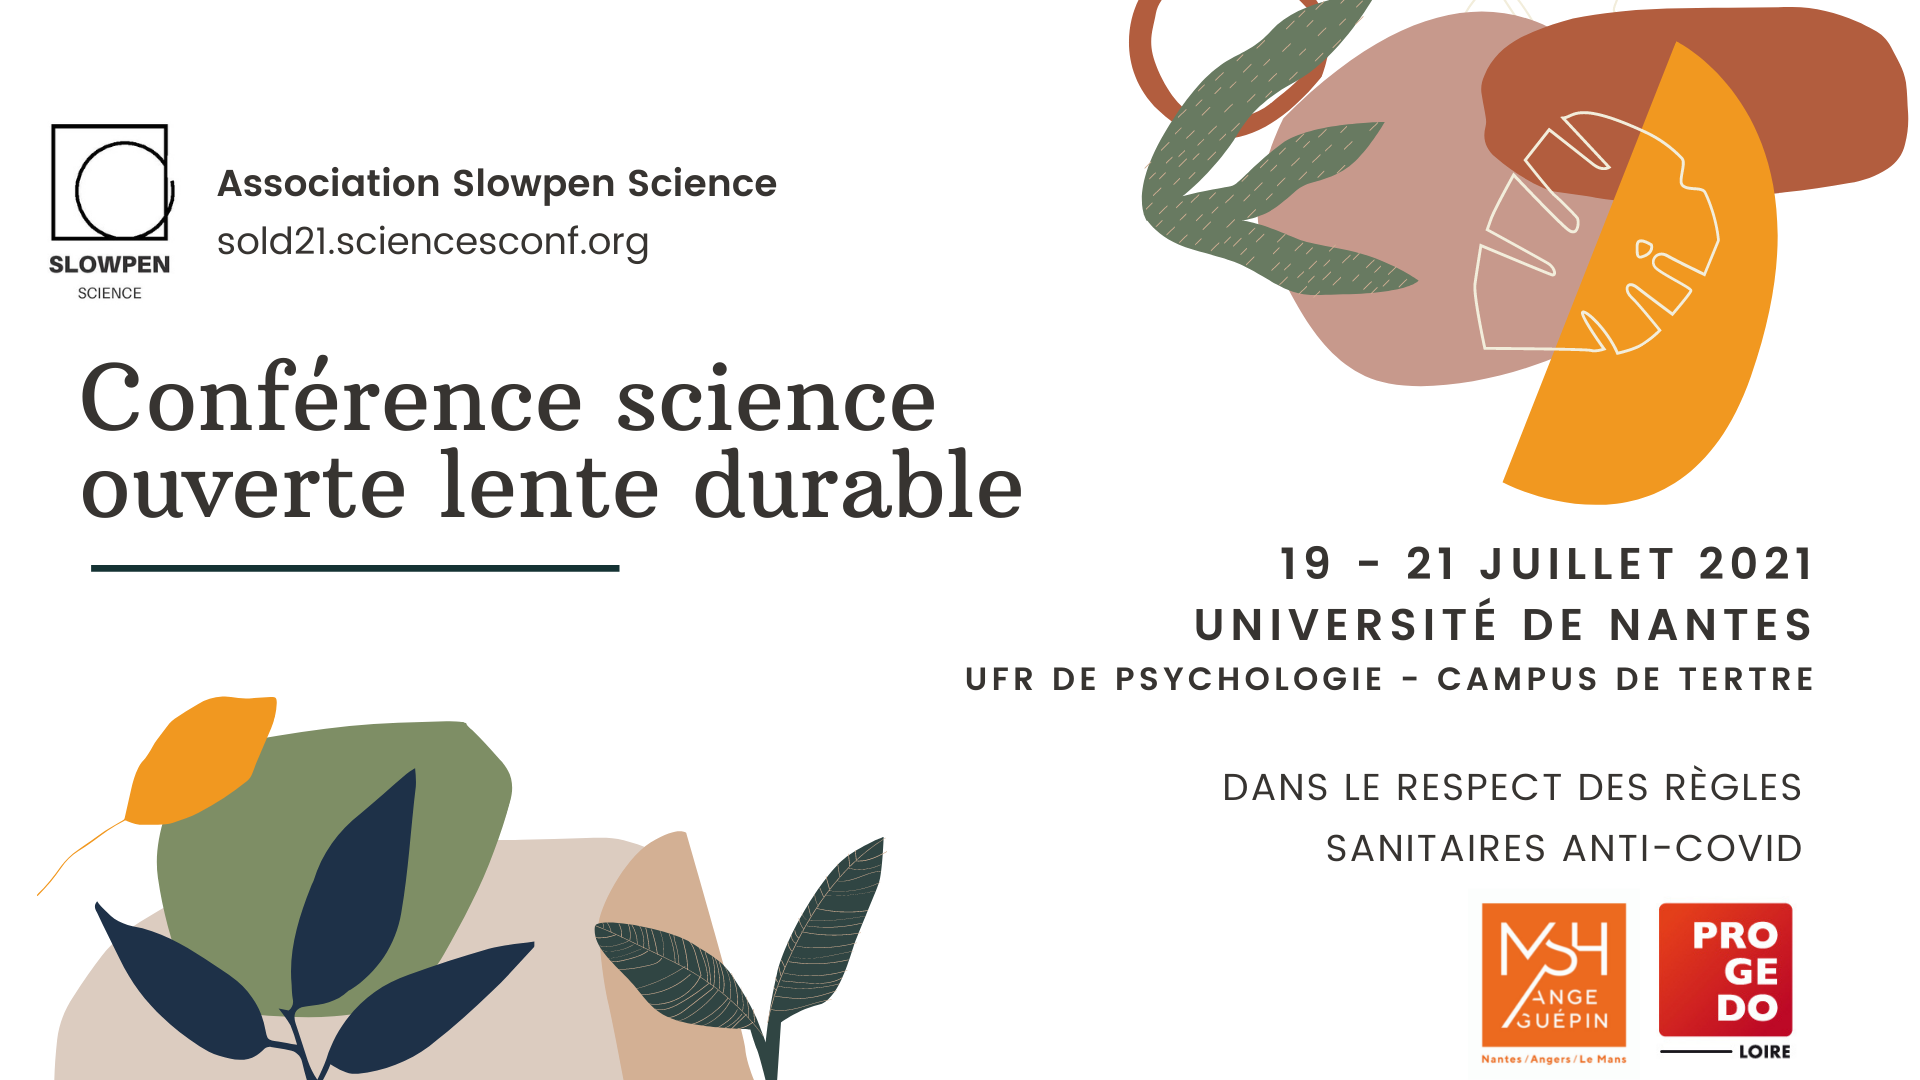 SLOWPEN
SCIENCE
Association Slowpen Science
sold21.sciencesconf.org
Conférence science
ouverte lente durable
19 - 21 JUILLET 2021
UNIVERSITÉ DE NANTES
UFR DE PSYCHOLOGIE - CAMPUS DE TERTRE
DANS LE RESPECT DES RÈGLES
SANITAIRES ANTI-COVID
MSH
ANGE
GUÉPIN
Nantes/Angers/Le Mans
PRO
GE
DO
LOIRE